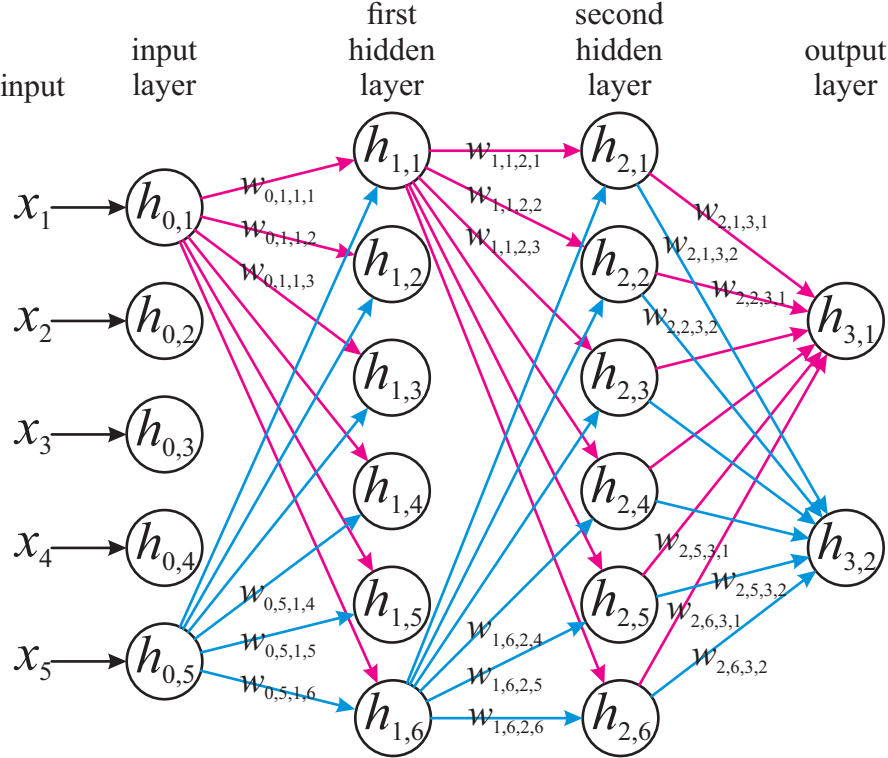 input
input
layer
first
hidden
layer
second
hidden
layer
output
layer
x1
x2
x3
x4
x5
h0,1
h0,2
h0,3
h0,4
h0,5
w0,1,1,1
w0,1,1,2
w0,1,1,3
w0,5,1,4
w0,5,1,5
w0,5,1,6
h1,1
h1,2
h1,3
h1,4
h1,5
h1,6
w1,1,2,1
w1,1,2,2
w1,1,2,3
w1,6,2,4
w1,6,2,5
w1,6,2,6
h2,1
h2,2
h2,3
h2,4
h2,5
h2,6
w2,1,3,1
w2,1,3,2
w2,2,3,1
w2,2,3,2
w2,5,3,1
w2,5,3,2
w2,6,3,1
w2,6,3,2
h3,1
h3,2